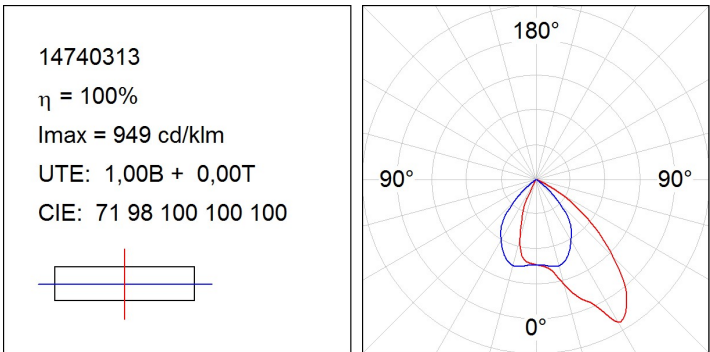 14740313
η = 100%
Imax = 949 cd/klm
UTE: 1,00B + 0,00T
CIE: 71 98 100 100 100
180°
90° 90°
0°